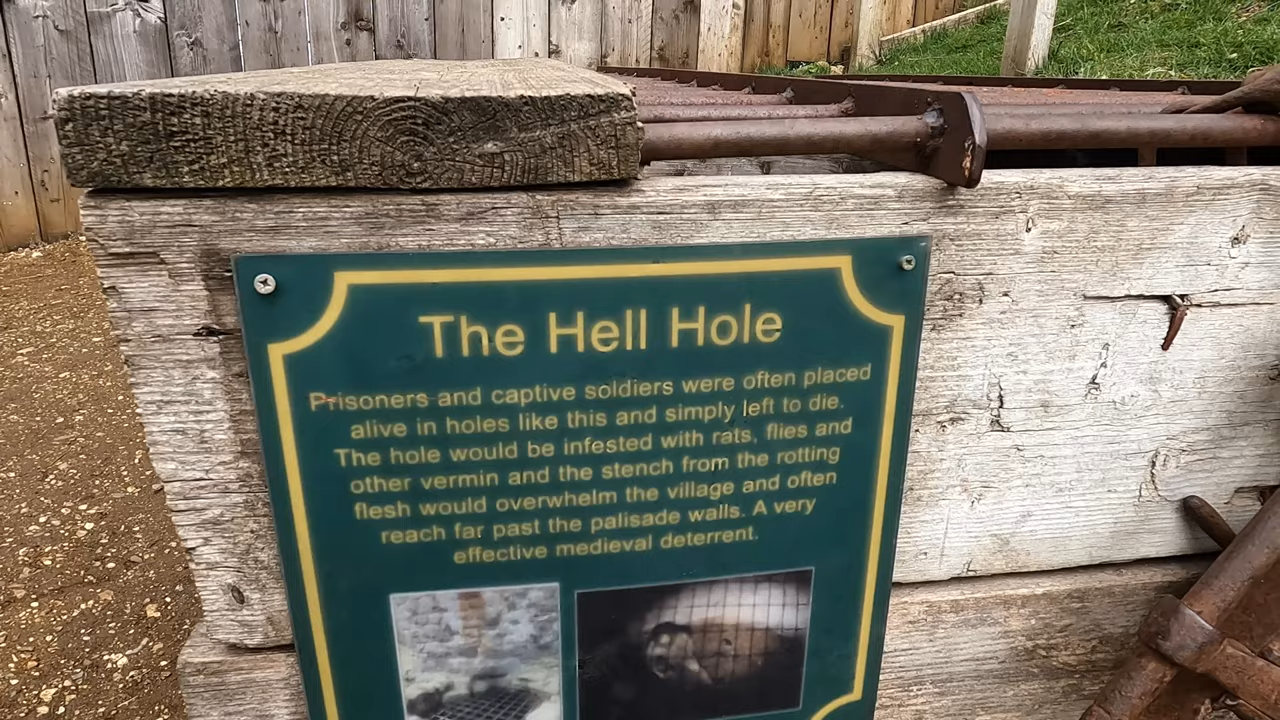 The Hell Hole
Prisoners and captive soldiers were often placed
alive in holes like this and simply left to die.
The hole would be infested with rats, flies and
other vermin and the stench from the rotting
flesh would overwhelm the village and often
reach far past the palisade walls. A very
effective medieval deterrent.